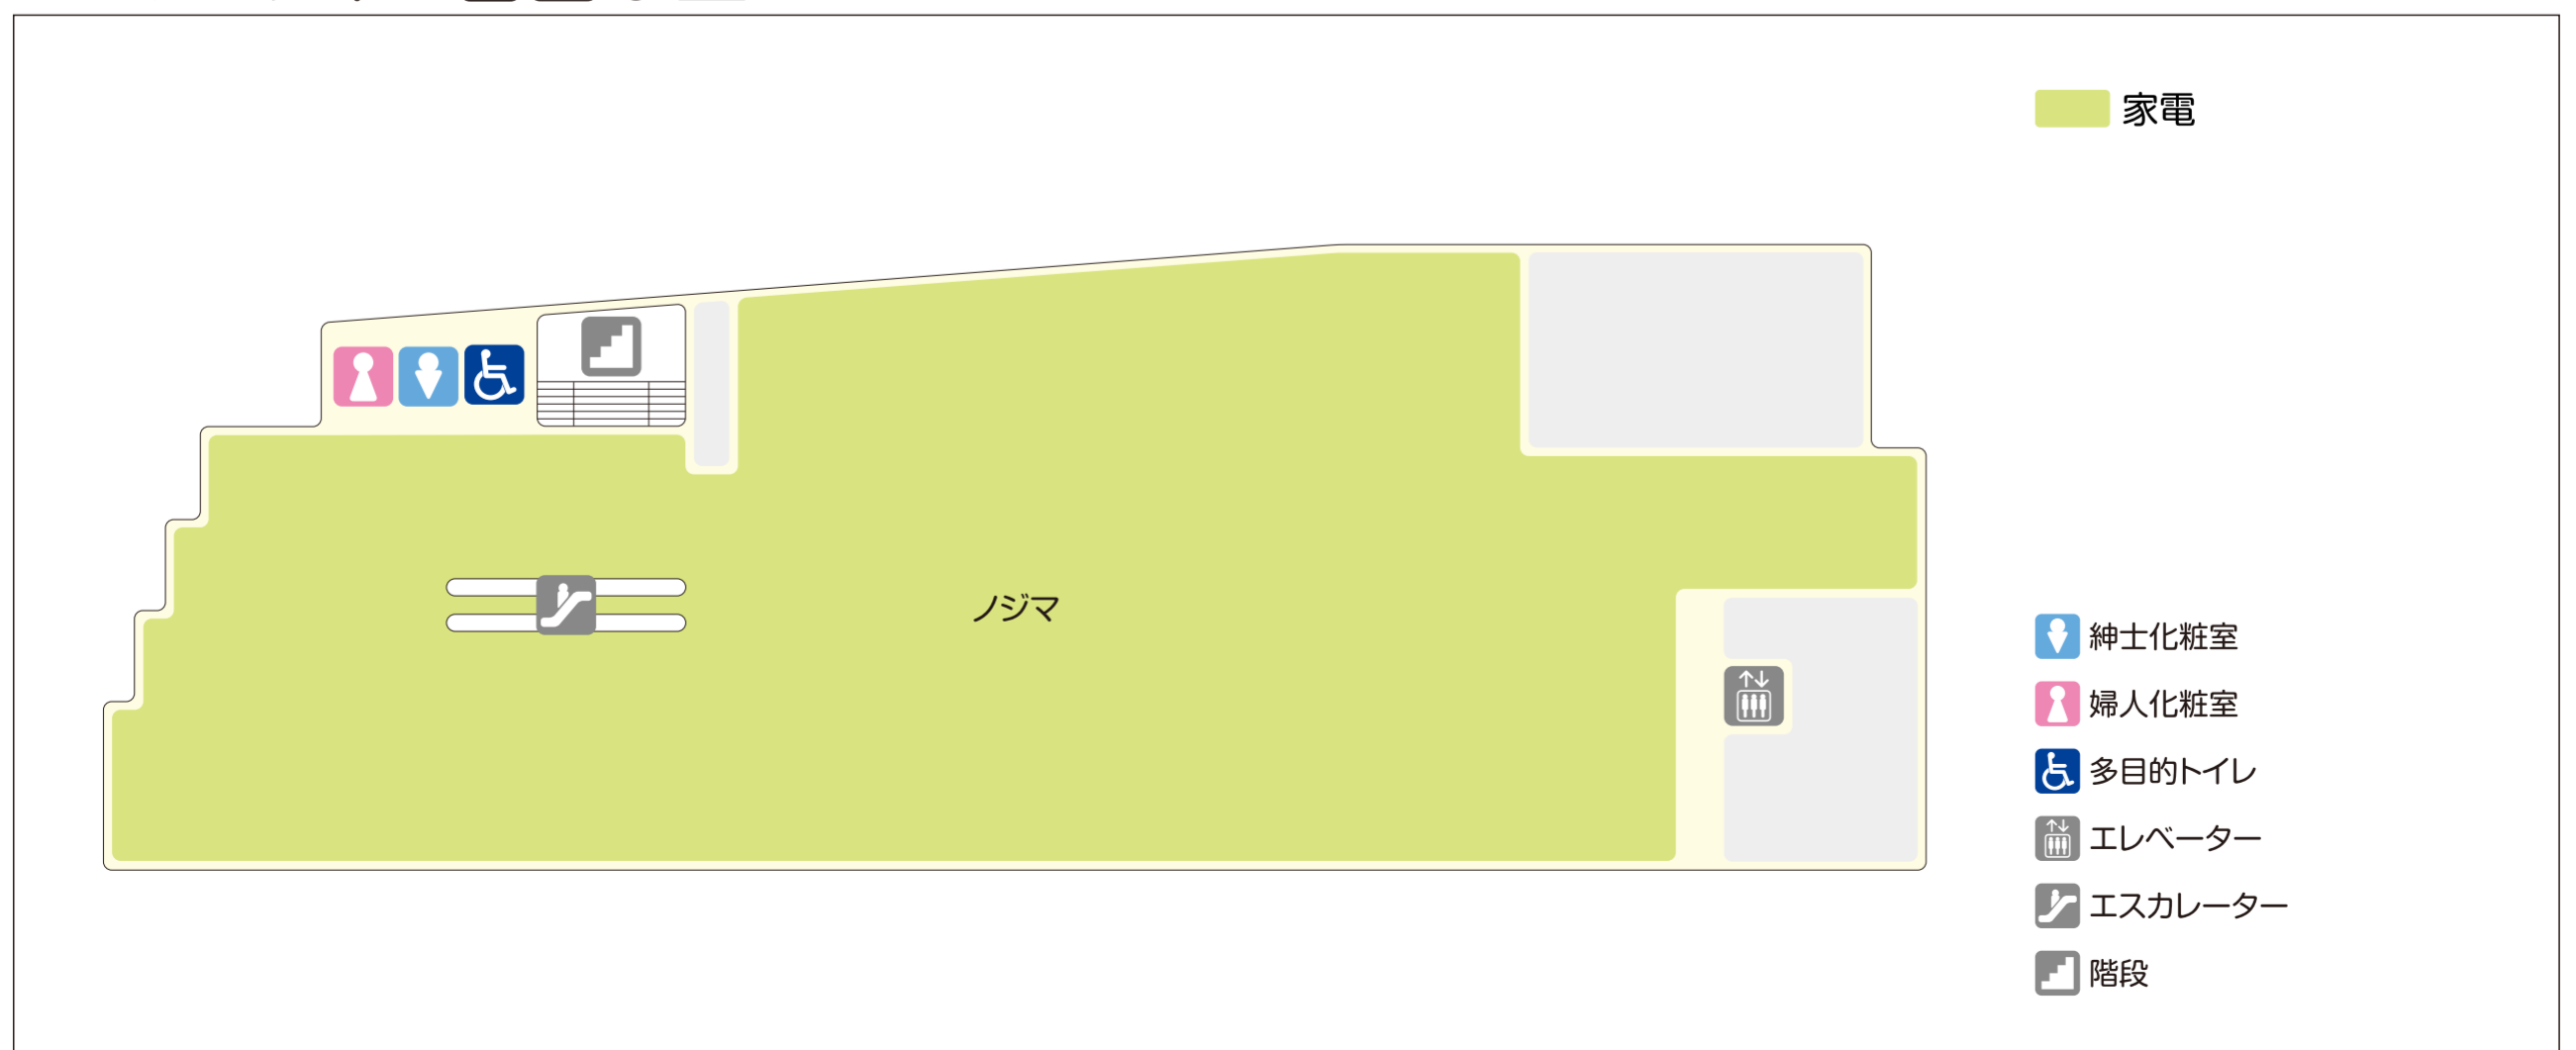 家電
ノジマ
紳士化粧室
婦人化粧室
多目的トイレ
エレベーター
エスカレーター
階段